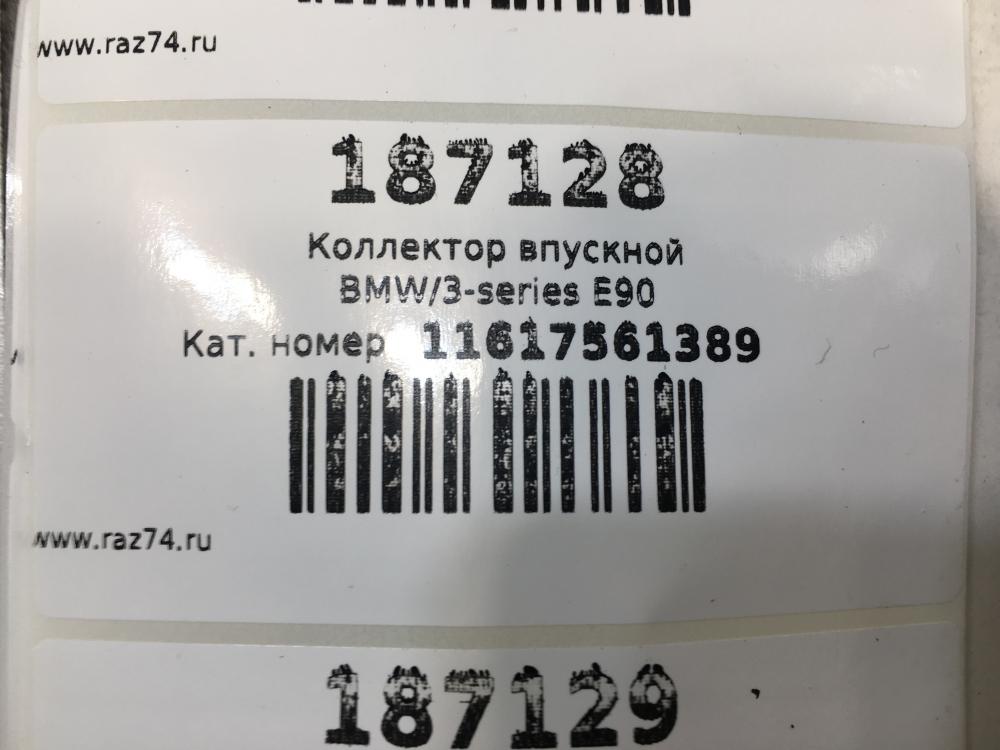 www.raz74.ru
187128
Коллектор впускной
BMW/3-series E90
Кат. номер 11617561389
www.raz74.ru
187129